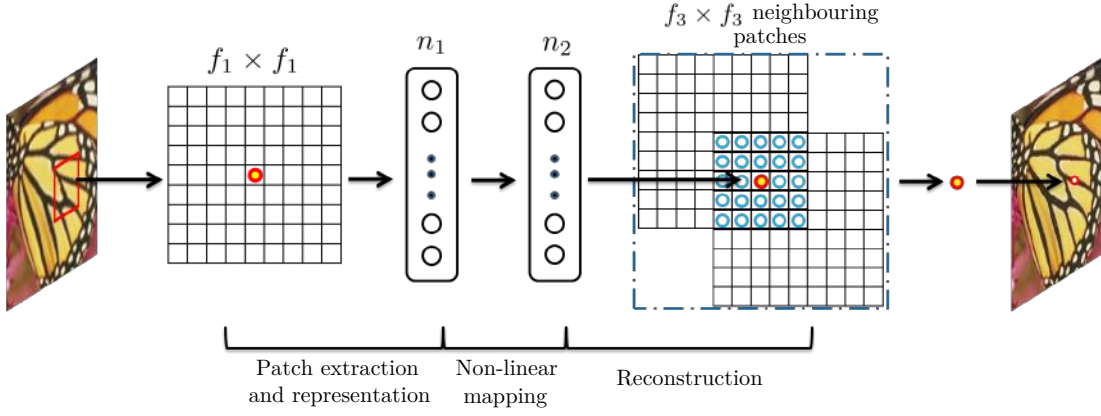 f₁ × f₁
n₁
n₂
f₃ × f₃ neighbouring
patches
Patch extraction
and representation
Non-linear
mapping
Reconstruction